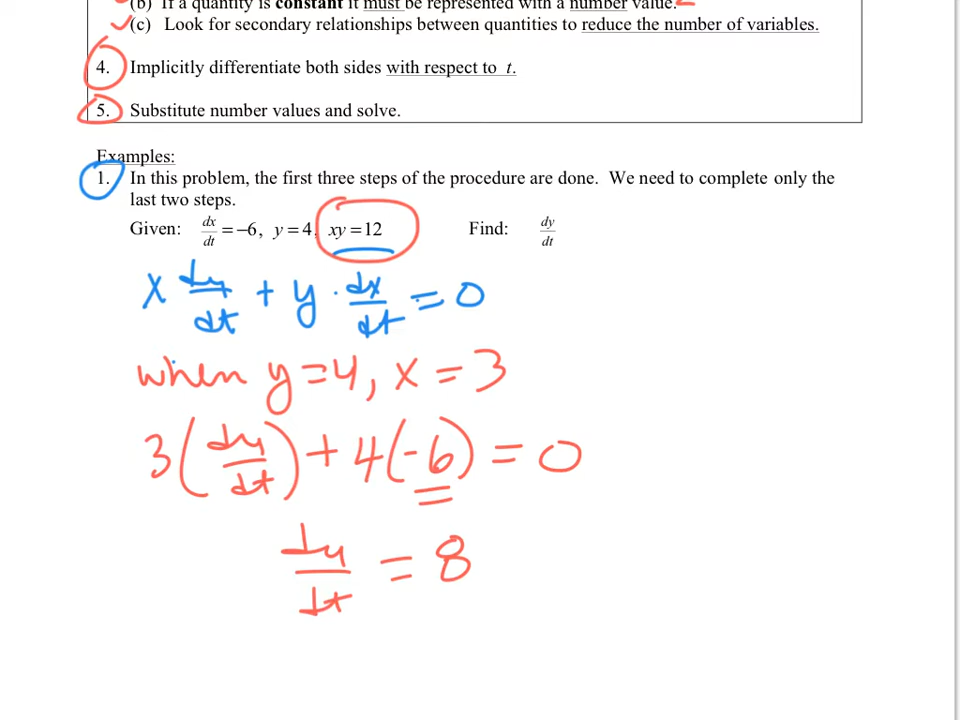 (b) If a quantity is constant it must be represented with a number value.
(c) Look for secondary relationships between quantities to reduce the number of variables.
4. Implicitly differentiate both sides with respect to t.
5. Substitute number values and solve.
Examples:
1. In this problem, the first three steps of the procedure are done. We need to complete only the
last two steps.
Given: dx/dt = −6, y = 4, xy = 12 Find: dy/dt
x dy/dt + y · dx/dt = 0
when y = 4, x = 3
3(dy/dt) + 4(-6) = 0
dy/dt = 8